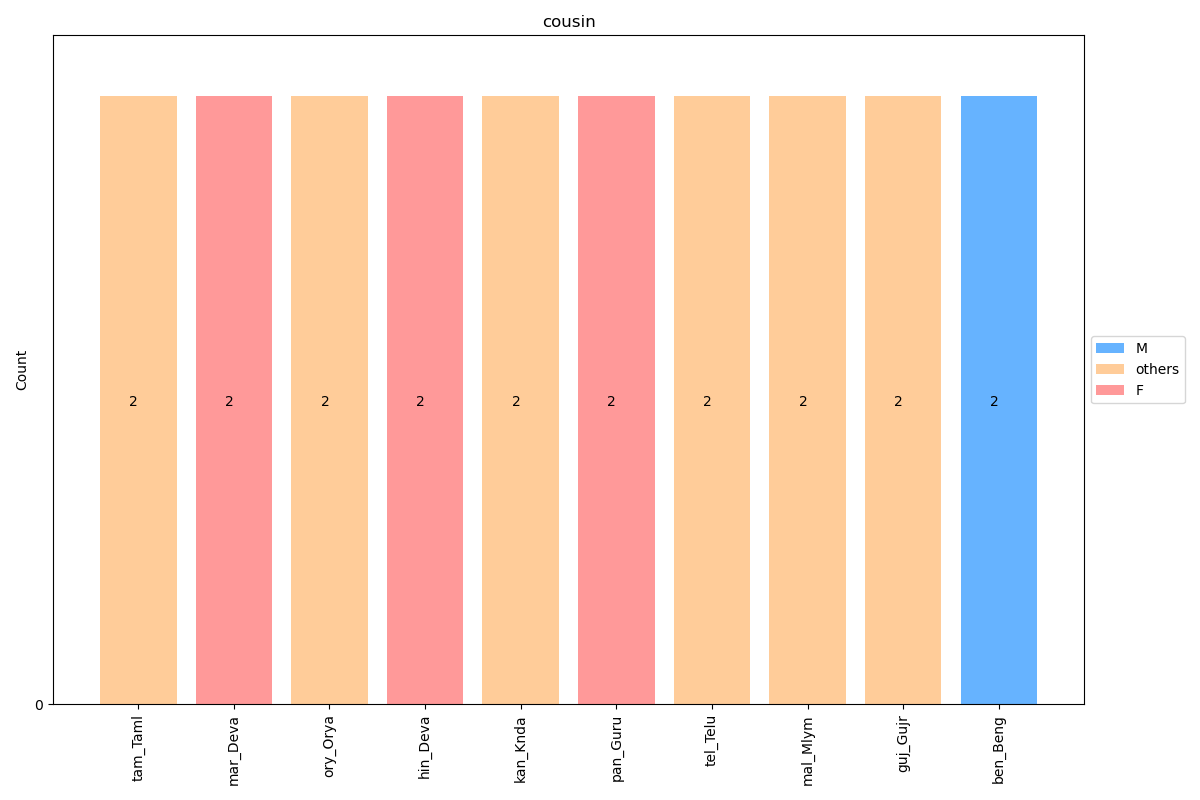 cousin
Count
0
2 2 2 2 2 2 2 2 2 2
tam_Taml
mar_Deva
ory_Orya
hin_Deva
kan_Knda
pan_Guru
tel_Telu
mal_Mlym
guj_Gujr
ben_Beng
M
others
F